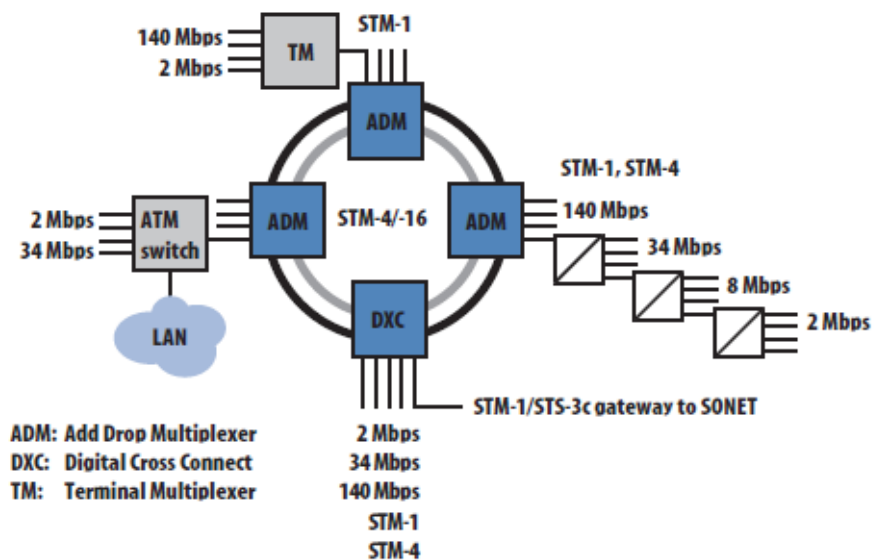 STM-1
140 Mbps
2 Mbps
TM
ADM
STM-1, STM-4
2 Mbps
34 Mbps
ATM
switch
ADM
STM-4/-16
ADM
140 Mbps
34 Mbps
8 Mbps
2 Mbps
LAN
DXC
STM-1/STS-3c gateway to SONET
ADM: Add Drop Multiplexer
DXC: Digital Cross Connect
TM: Terminal Multiplexer
2 Mbps
34 Mbps
140 Mbps
STM-1
STM-4